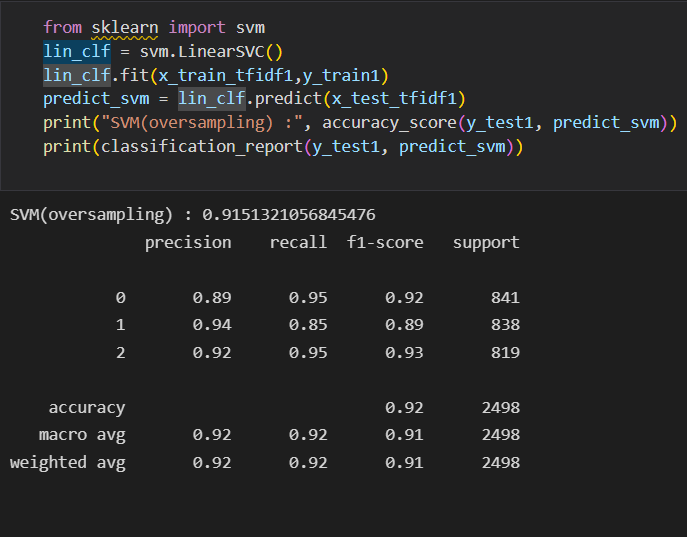 from sklearn import svm
lin_clf = svm.LinearSVC()
lin_clf.fit(x_train_tfidf1,y_train1)
predict_svm = lin_clf.predict(x_test_tfidf1)
print("SVM(oversampling) :", accuracy_score(y_test1, predict_svm))
print(classification_report(y_test1, predict_svm))
SVM(oversampling) : 0.9151321056845476
precision recall f1-score support
0 0.89 0.95 0.92 841
1 0.94 0.85 0.89 838
2 0.92 0.95 0.93 819
accuracy 0.92 2498
macro avg 0.92 0.92 0.91 2498
weighted avg 0.92 0.92 0.91 2498